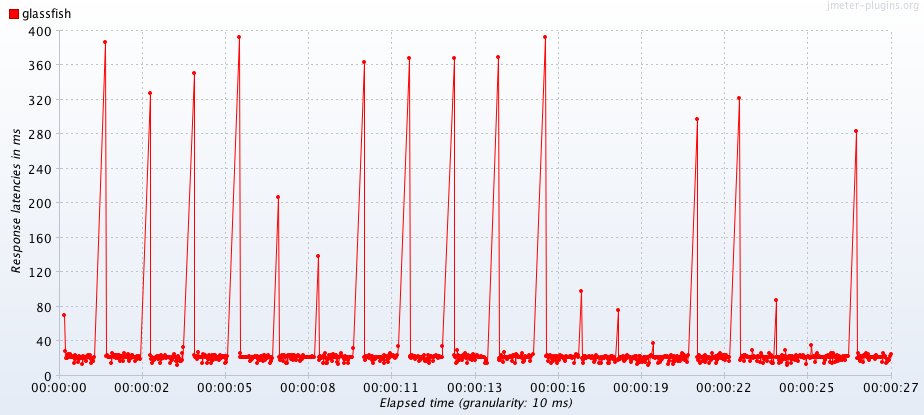 jmeter-plugins.org
glassfish
400
360
320
280
240
200
160
120
80
40
0
Response latencies in ms
00:00:00 00:00:02 00:00:05 00:00:08 00:00:11 00:00:13 00:00:16 00:00:19 00:00:22 00:00:25 00:00:27
Elapsed time (granularity: 10 ms)